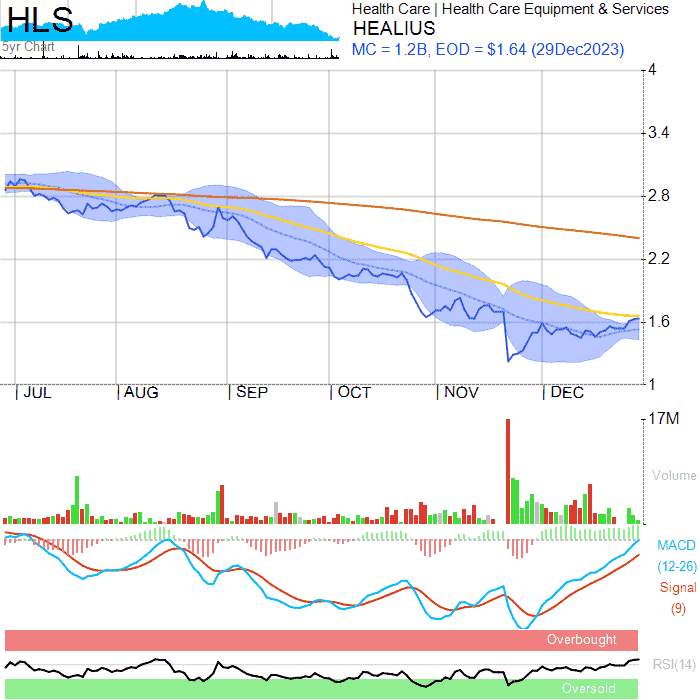 HLS
5yr Chart
Health Care | Health Care Equipment & Services
HEALIUS
MC = 1.2B, EOD = $1.64 (29Dec2023)
4
3.4
2.8
2.2
1.6
1
JUL
AUG
SEP
OCT
NOV
DEC
17M
Volume
MACD
(12-26)
Signal
(9)
Overbought
RSI(14)
Oversold